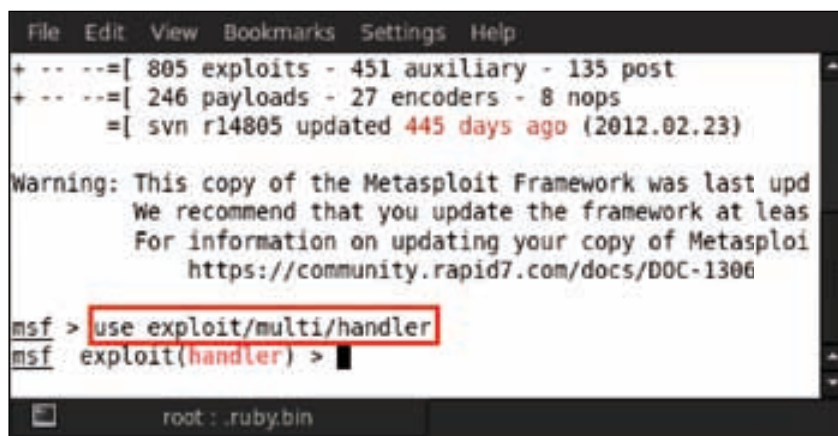 File Edit View Bookmarks Settings Help
+ -- --=[ 805 exploits - 451 auxiliary - 135 post
+ -- --=[ 246 payloads - 27 encoders - 8 nops
=[ svn r14805 updated 445 days ago (2012.02.23)
Warning: This copy of the Metasploit Framework was last upd
We recommend that you update the framework at leas
For information on updating your copy of Metasploi
https://community.rapid7.com/docs/DOC-1306
msf > use exploit/multi/handler
msf exploit(handler) >
root : .ruby.bin